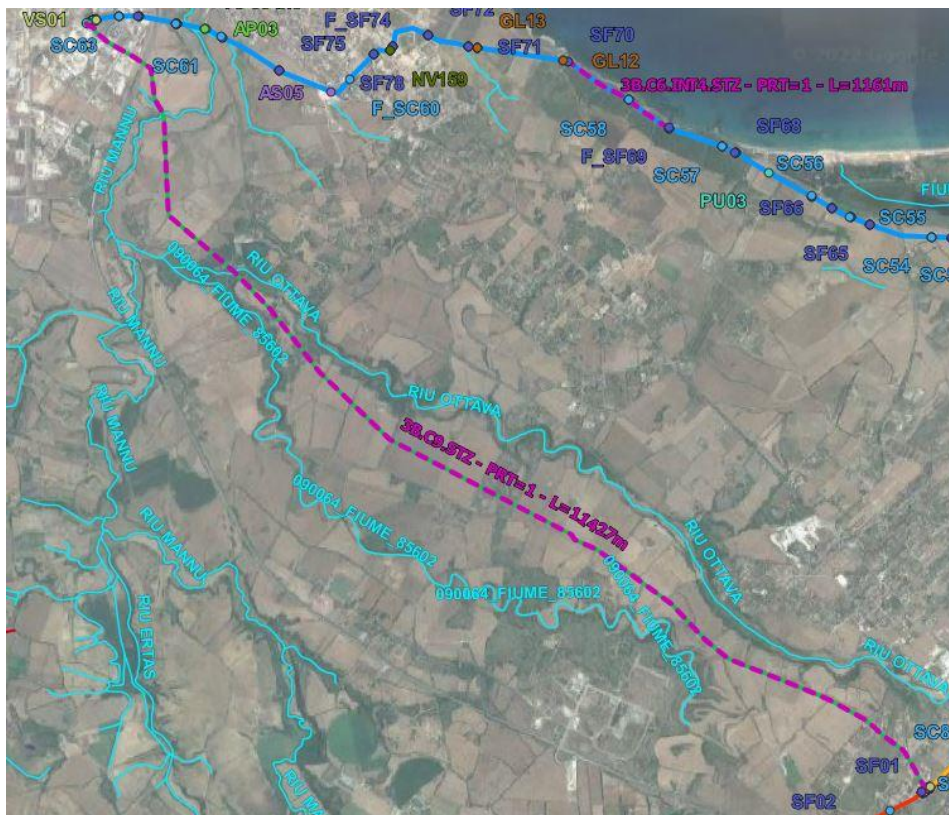 VS01
SC63
SC61
AP03
AS05
F_SF74
SF75
SF78
NV159
F_SC60
SF72
GL13
SF71
SF70
GL12
3B.C6.INT4.STZ - PRT=1 - L=1161m
SC58
F_SF69
SC57
SF68
SC56
PU03
SF66
SC55
SF65
SC54
RIU MANNU
090064_FIUME_85602
RIU OTTAVA
RIU MANNU
RIU OTTAVA
RIU MANNU
3B.C9.STZ - PRT=1 - L=11427m
090064_FIUME_85602
RIU MANNU
RIU OTTAVA
090064_FIUME_85602
090064_FIUME_85602
RIU ERTAS
RIU OTTAVA
SC8
SF01
SF02